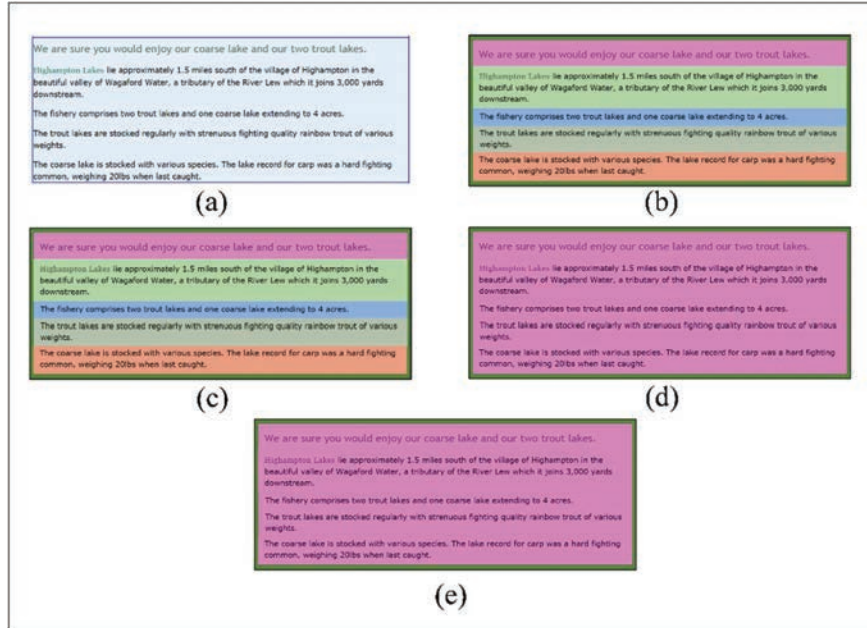 We are sure you would enjoy our coarse lake and our two trout lakes.
Highampton Lakes lie approximately 1.5 miles south of the village of Highampton in the
beautiful valley of Wagaford Water, a tributary of the River Lew which it joins 3,000 yards
downstream.
The fishery comprises two trout lakes and one coarse lake extending to 4 acres.
The trout lakes are stocked regularly with strenuous fighting quality rainbow trout of various
weights.
The coarse lake is stocked with various species. The lake record for carp was a hard fighting
common, weighing 20lbs when last caught.
(a)
We are sure you would enjoy our coarse lake and our two trout lakes.
Highampton Lakes lie approximately 1.5 miles south of the village of Highampton in the
beautiful valley of Wagaford Water, a tributary of the River Lew which it joins 3,000 yards
downstream.
The fishery comprises two trout lakes and one coarse lake extending to 4 acres.
The trout lakes are stocked regularly with strenuous fighting quality rainbow trout of various
weights.
The coarse lake is stocked with various species. The lake record for carp was a hard fighting
common, weighing 20lbs when last caught.
(b)
We are sure you would enjoy our coarse lake and our two trout lakes.
Highampton Lakes lie approximately 1.5 miles south of the village of Highampton in the
beautiful valley of Wagaford Water, a tributary of the River Lew which it joins 3,000 yards
downstream.
The fishery comprises two trout lakes and one coarse lake extending to 4 acres.
The trout lakes are stocked regularly with strenuous fighting quality rainbow trout of various
weights.
The coarse lake is stocked with various species. The lake record for carp was a hard fighting
common, weighing 20lbs when last caught.
(c)
We are sure you would enjoy our coarse lake and our two trout lakes.
Highampton Lakes lie approximately 1.5 miles south of the village of Highampton in the
beautiful valley of Wagaford Water, a tributary of the River Lew which it joins 3,000 yards
downstream.
The fishery comprises two trout lakes and one coarse lake extending to 4 acres.
The trout lakes are stocked regularly with strenuous fighting quality rainbow trout of various
weights.
The coarse lake is stocked with various species. The lake record for carp was a hard fighting
common, weighing 20lbs when last caught.
(d)
We are sure you would enjoy our coarse lake and our two trout lakes.
Highampton Lakes lie approximately 1.5 miles south of the village of Highampton in the
beautiful valley of Wagaford Water, a tributary of the River Lew which it joins 3,000 yards
downstream.
The fishery comprises two trout lakes and one coarse lake extending to 4 acres.
The trout lakes are stocked regularly with strenuous fighting quality rainbow trout of various
weights.
The coarse lake is stocked with various species. The lake record for carp was a hard fighting
common, weighing 20lbs when last caught.
(e)